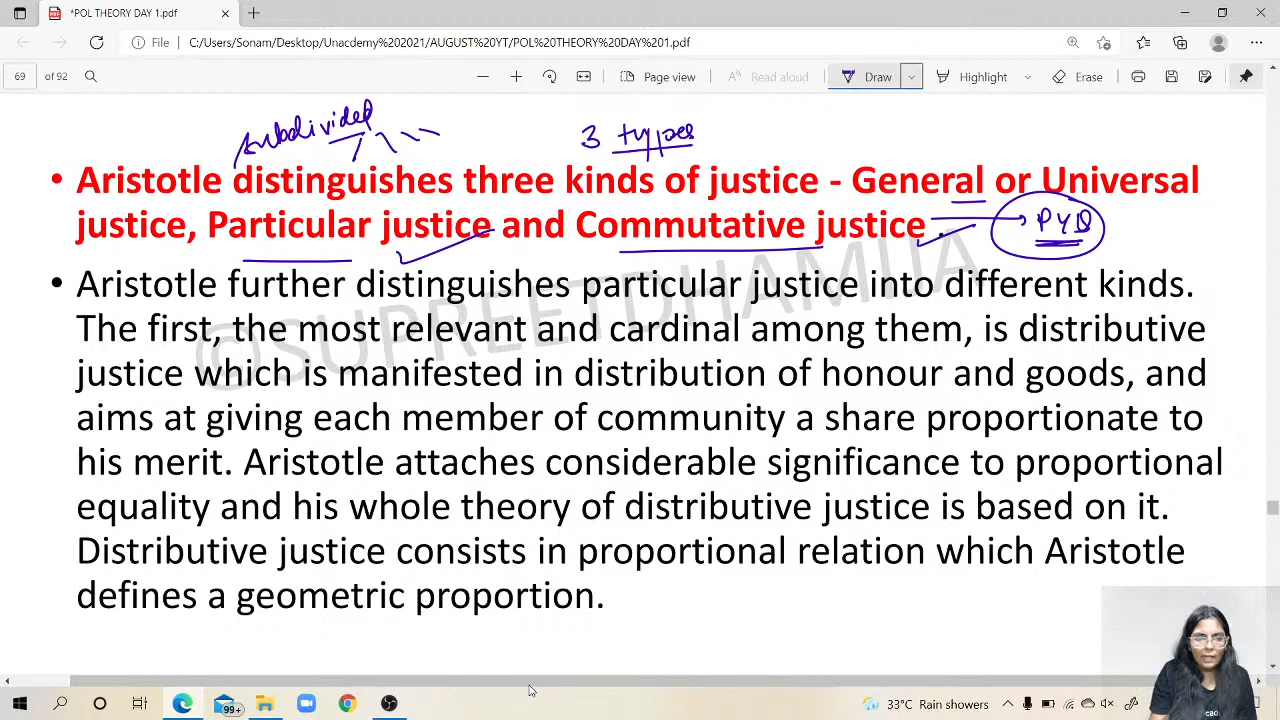 *POL THEORY DAY 1.pdf
File C:/Users/Sonam/Desktop/Unacdemy%202021/AUGUST%20YT/POL%20THEORY%20DAY%201.pdf
69 of 92 Page view Read aloud Draw Highlight Erase
subdivided 3 types
• Aristotle distinguishes three kinds of justice - General or Universal
justice, Particular justice and Commutative justice . PYQ
@SUPREETDHAMIJA
• Aristotle further distinguishes particular justice into different kinds.
The first, the most relevant and cardinal among them, is distributive
justice which is manifested in distribution of honour and goods, and
aims at giving each member of community a share proportionate to
his merit. Aristotle attaches considerable significance to proportional
equality and his whole theory of distributive justice is based on it.
Distributive justice consists in proportional relation which Aristotle
defines a geometric proportion.
99+ 33°C Rain showers